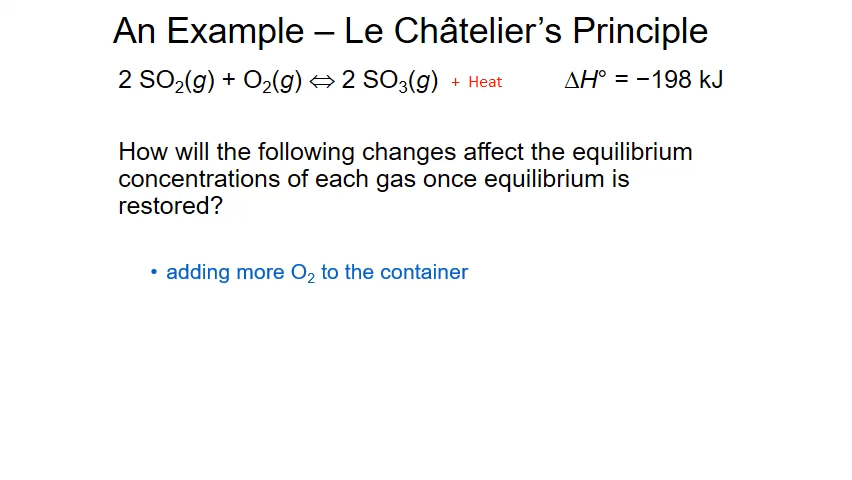 An Example – Le Châtelier’s Principle
2 SO₂(g) + O₂(g) ⇔ 2 SO₃(g) + Heat ΔH° = −198 kJ
How will the following changes affect the equilibrium
concentrations of each gas once equilibrium is
restored?
• adding more O₂ to the container